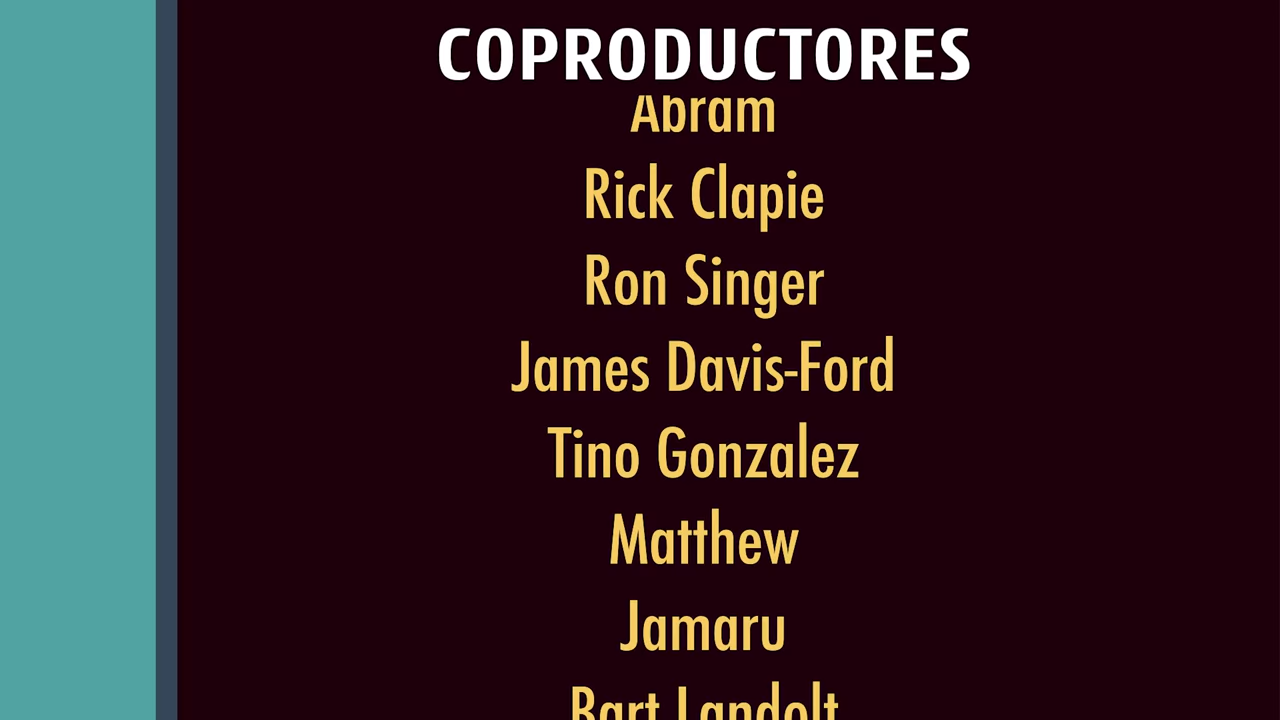 COPRODUCTORES
Abram
Rick Clapie
Ron Singer
James Davis-Ford
Tino Gonzalez
Matthew
Jamaru
Bart Landolt